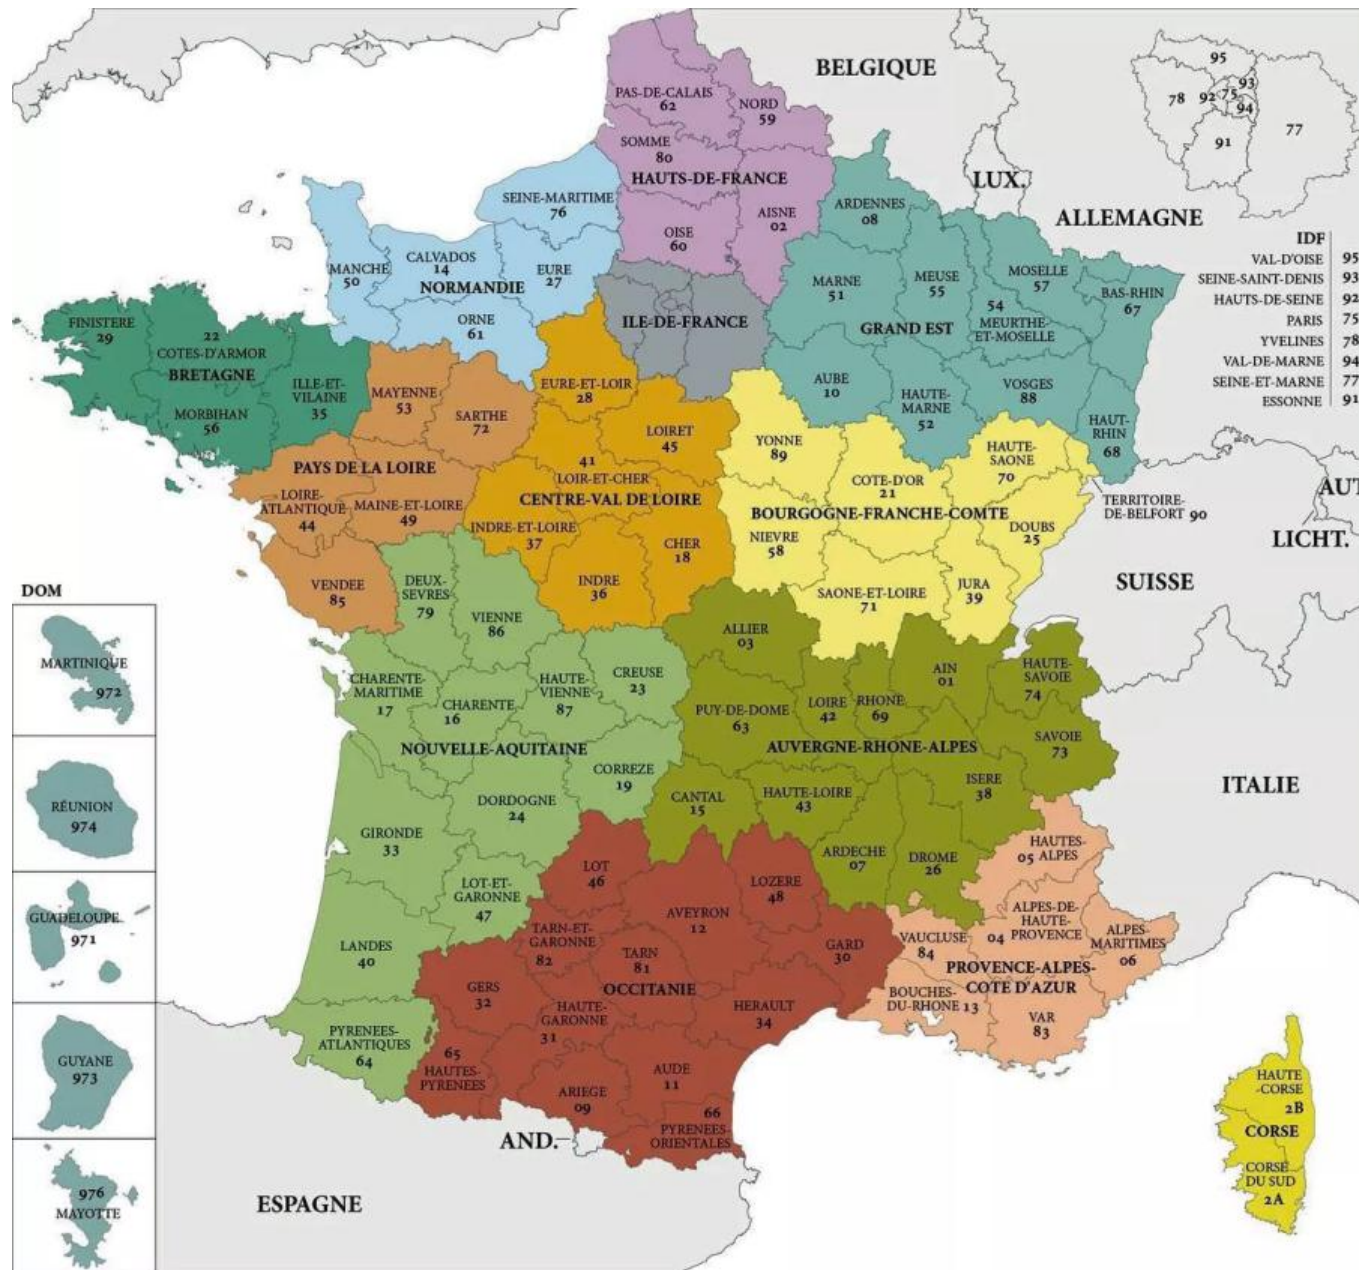 BELGIQUE
LUX.
ALLEMAGNE
PAS-DE-CALAIS
62
NORD
59
SOMME
80
HAUTS-DE-FRANCE
OISE
60
AISNE
02
SEINE-MARITIME
76
CALVADOS
14
EURE
27
MANCHE
50
NORMANDIE
ORNE
61
ARDENNES
08
MARNE
51
MEUSE
55
54
MEURTHE-
ET-MOSELLE
MOSELLE
57
BAS-RHIN
67
GRAND EST
AUBE
10
HAUTE-
MARNE
52
VOSGES
88
HAUT-
RHIN
68
ILE-DE-FRANCE
95
78
92
75
93
94
91
77
IDF
VAL-D'OISE 95
SEINE-SAINT-DENIS 93
HAUTS-DE-SEINE 92
PARIS 75
YVELINES 78
VAL-DE-MARNE 94
SEINE-ET-MARNE 77
ESSONNE 91
FINISTERE
29
22
COTES-D'ARMOR
BRETAGNE
MORBIHAN
56
ILLE-ET-
VILAINE
35
MAYENNE
53
SARTHE
72
PAYS DE LA LOIRE
LOIRE-
ATLANTIQUE
44
MAINE-ET-LOIRE
49
VENDEE
85
EURE-ET-LOIR
28
LOIRET
45
41
LOIR-ET-CHER
CENTRE-VAL DE LOIRE
INDRE-ET-LOIRE
37
CHER
18
INDRE
36
YONNE
89
COTE-D'OR
21
HAUTE-
SAONE
70
BOURGOGNE-FRANCHE-COMTE
NIEVRE
58
DOUBS
25
SAONE-ET-LOIRE
71
JURA
39
TERRITOIRE-
DE-BELFORT 90
AUT
LICHT.
SUISSE
ITALIE
DEUX-
SEVRES
79
VIENNE
86
CHARENTE-
MARITIME
17
CHARENTE
16
HAUTE-
VIENNE
87
CREUSE
23
NOUVELLE-AQUITAINE
CORREZE
19
DORDOGNE
24
GIRONDE
33
LOT-ET-
GARONNE
47
LANDES
40
PYRENEES-
ATLANTIQUES
64
ALLIER
03
PUY-DE-DOME
63
LOIRE
42
RHONE
69
AIN
01
HAUTE-
SAVOIE
74
SAVOIE
73
AUVERGNE-RHONE-ALPES
CANTAL
15
HAUTE-LOIRE
43
ISERE
38
ARDECHE
07
DROME
26
LOT
46
LOZERE
48
AVEYRON
12
TARN-ET-
GARONNE
82
TARN
81
GARD
30
OCCITANIE
GERS
32
HAUTE-
GARONNE
31
HERAULT
34
65
HAUTES-
PYRENEES
ARIEGE
09
AUDE
11
66
PYRENEES-
ORIENTALES
HAUTES-
ALPES
05
ALPES-DE-
HAUTE-
PROVENCE
04
ALPES-
MARITIMES
06
VAUCLUSE
84
PROVENCE-ALPES-
COTE D'AZUR
BOUCHES-
DU-RHONE 13
VAR
83
HAUTE
-CORSE
2B
CORSE
CORSE
DU SUD
2A
AND.
ESPAGNE
DOM
MARTINIQUE
972
RÉUNION
974
GUADELOUPE
971
GUYANE
973
976
MAYOTTE